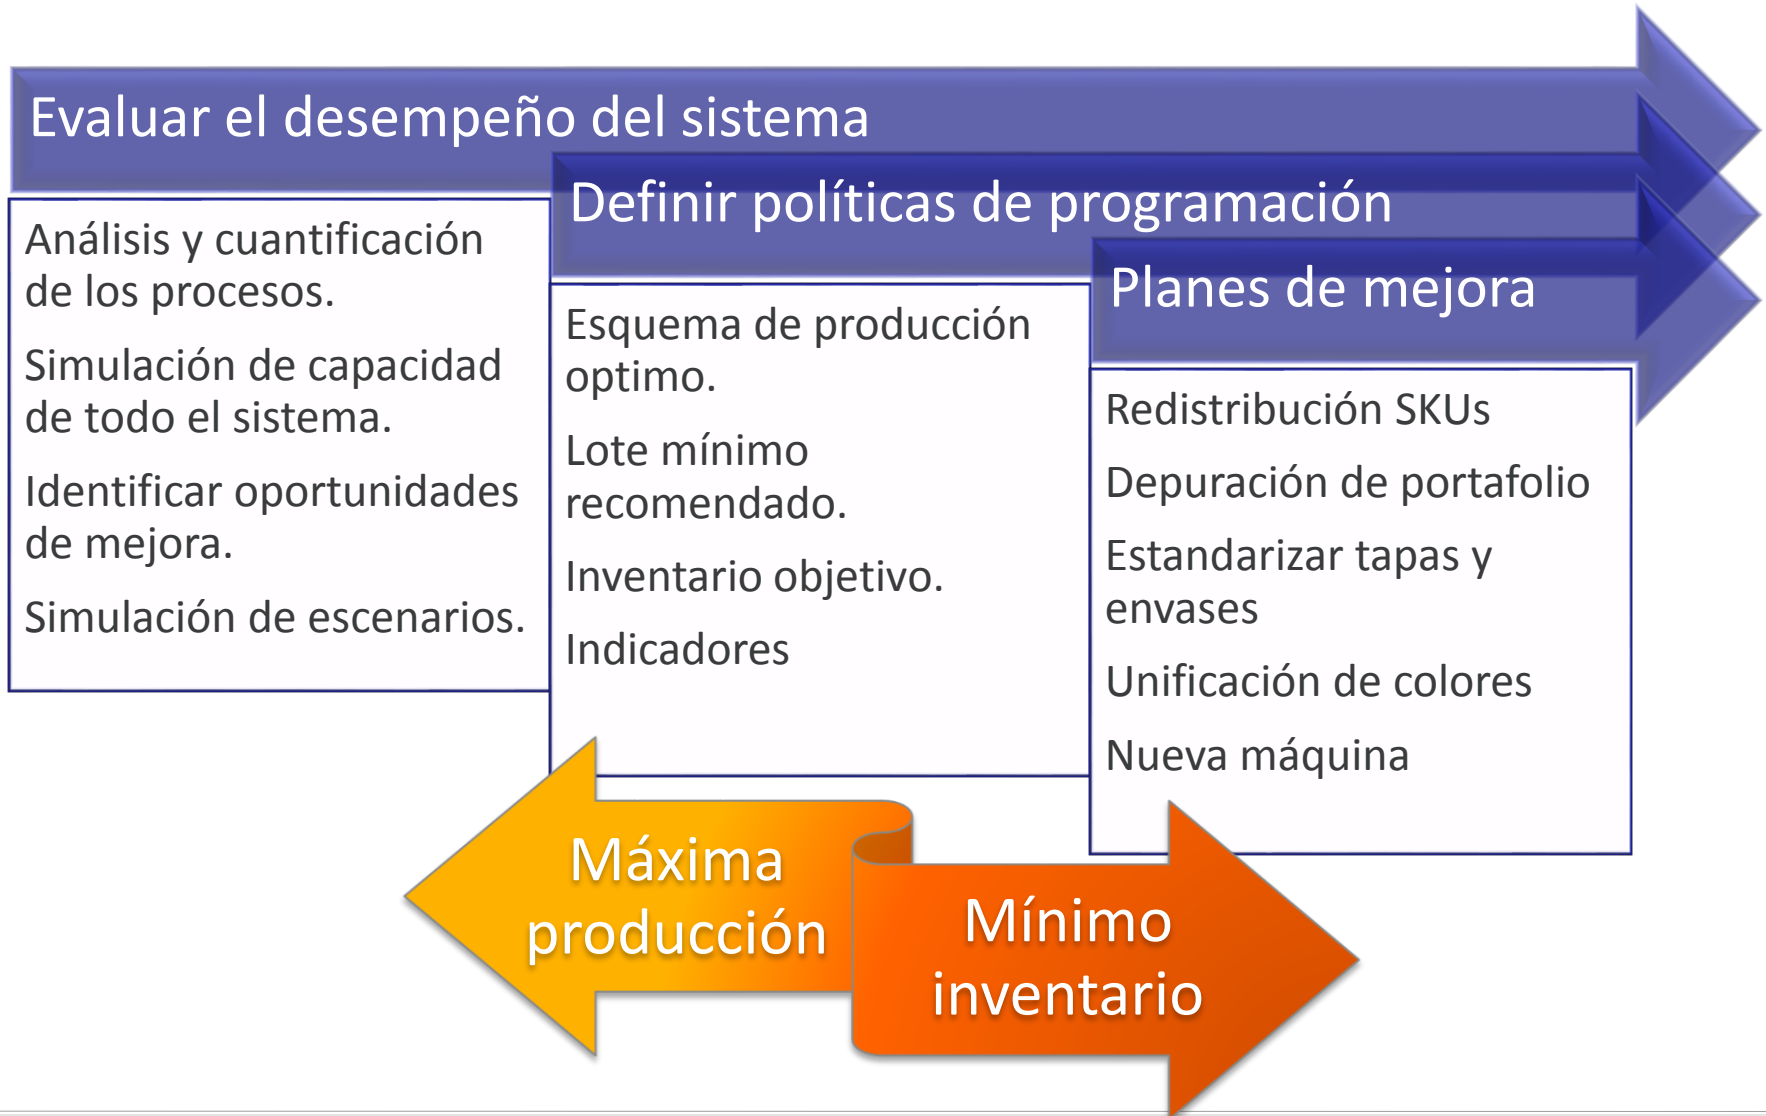 Evaluar el desempeño del sistema
Análisis y cuantificación
de los procesos.
Simulación de capacidad
de todo el sistema.
Identificar oportunidades
de mejora.
Simulación de escenarios.
Definir políticas de programación
Esquema de producción
optimo.
Lote mínimo
recomendado.
Inventario objetivo.
Indicadores
Planes de mejora
Redistribución SKUs
Depuración de portafolio
Estandarizar tapas y
envases
Unificación de colores
Nueva máquina
Máxima
producción
Mínimo
inventario